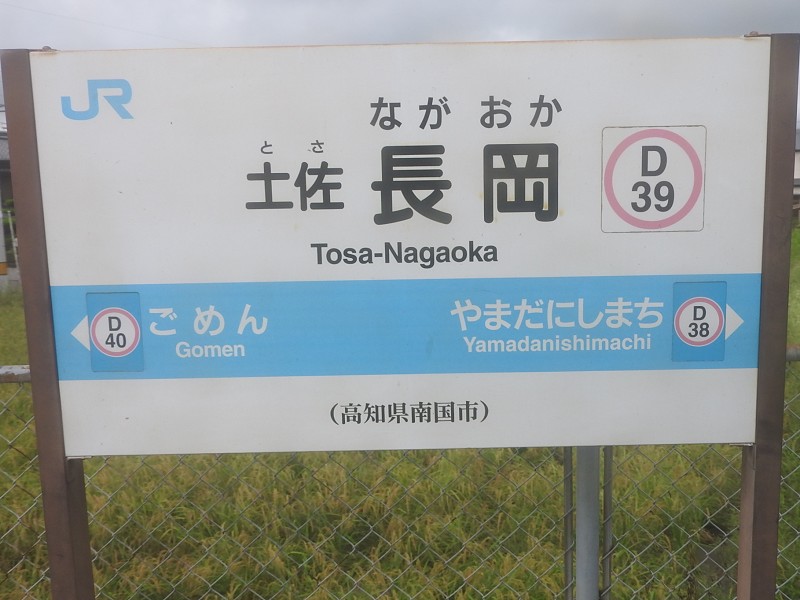 JR
ながおか
とさ
土佐長岡
D
39
Tosa-Nagaoka
D
40
ごめん
Gomen
やまだにしまち
Yamadanishimachi
D
38
(高知県南国市)